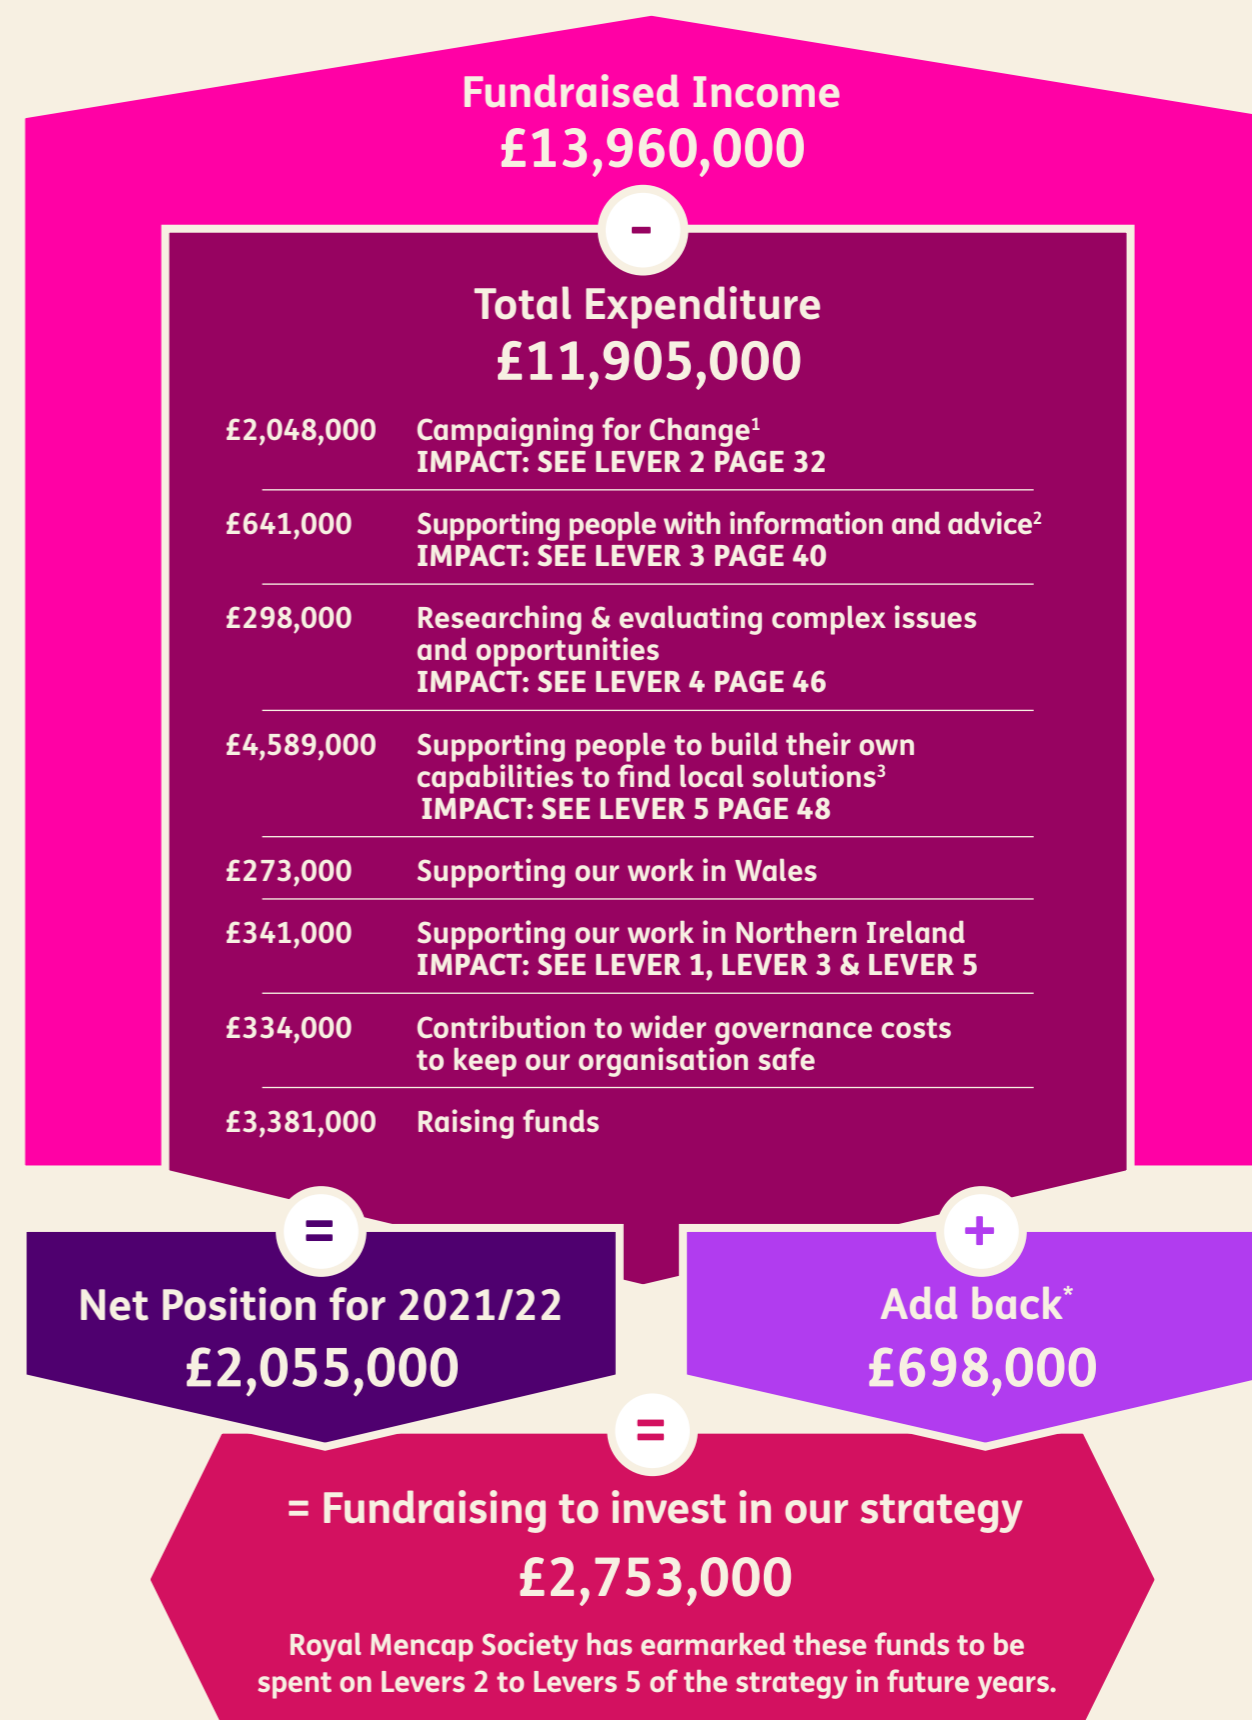 Fundraised Income
£13,960,000
-
Total Expenditure
£11,905,000
£2,048,000 Campaigning for Change¹
IMPACT: SEE LEVER 2 PAGE 32
£641,000 Supporting people with information and advice²
IMPACT: SEE LEVER 3 PAGE 40
£298,000 Researching & evaluating complex issues
and opportunities
IMPACT: SEE LEVER 4 PAGE 46
£4,589,000 Supporting people to build their own
capabilities to find local solutions³
IMPACT: SEE LEVER 5 PAGE 48
£273,000 Supporting our work in Wales
£341,000 Supporting our work in Northern Ireland
IMPACT: SEE LEVER 1, LEVER 3 & LEVER 5
£334,000 Contribution to wider governance costs
to keep our organisation safe
£3,381,000 Raising funds
=
Net Position for 2021/22
£2,055,000
+
Add back*
£698,000
=
= Fundraising to invest in our strategy
£2,753,000
Royal Mencap Society has earmarked these funds to be
spent on Levers 2 to Levers 5 of the strategy in future years.